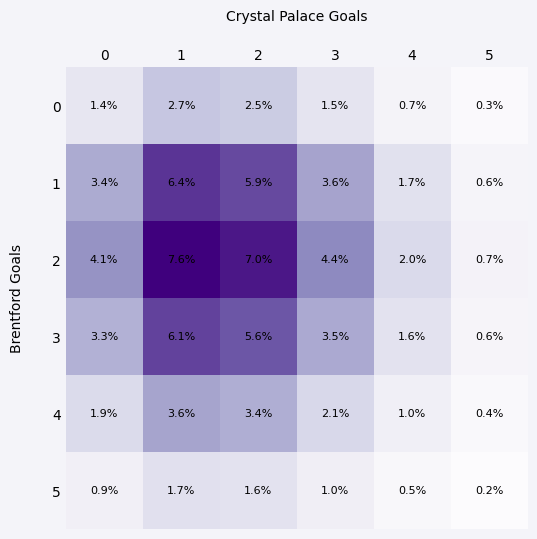 Crystal Palace Goals
0 1 2 3 4 5
0 1.4% 2.7% 2.5% 1.5% 0.7% 0.3%
1 3.4% 6.4% 5.9% 3.6% 1.7% 0.6%
2 4.1% 7.6% 7.0% 4.4% 2.0% 0.7%
3 3.3% 6.1% 5.6% 3.5% 1.6% 0.6%
4 1.9% 3.6% 3.4% 2.1% 1.0% 0.4%
5 0.9% 1.7% 1.6% 1.0% 0.5% 0.2%
Brentford Goals